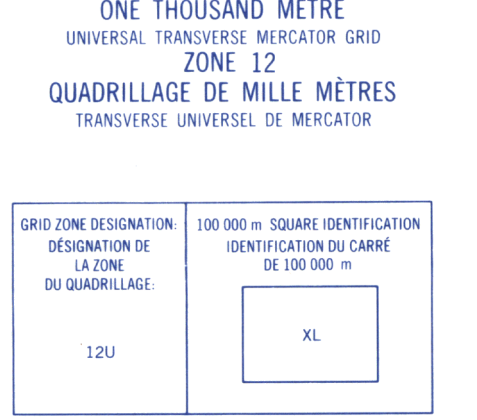 ONE THOUSAND METRE
UNIVERSAL TRANSVERSE MERCATOR GRID
ZONE 12
QUADRILLAGE DE MILLE MÈTRES
TRANSVERSE UNIVERSEL DE MERCATOR
GRID ZONE DESIGNATION:
DÉSIGNATION DE
LA ZONE
DU QUADRILLAGE:
12U
100 000 m SQUARE IDENTIFICATION
IDENTIFICATION DU CARRÉ
DE 100 000 m
XL